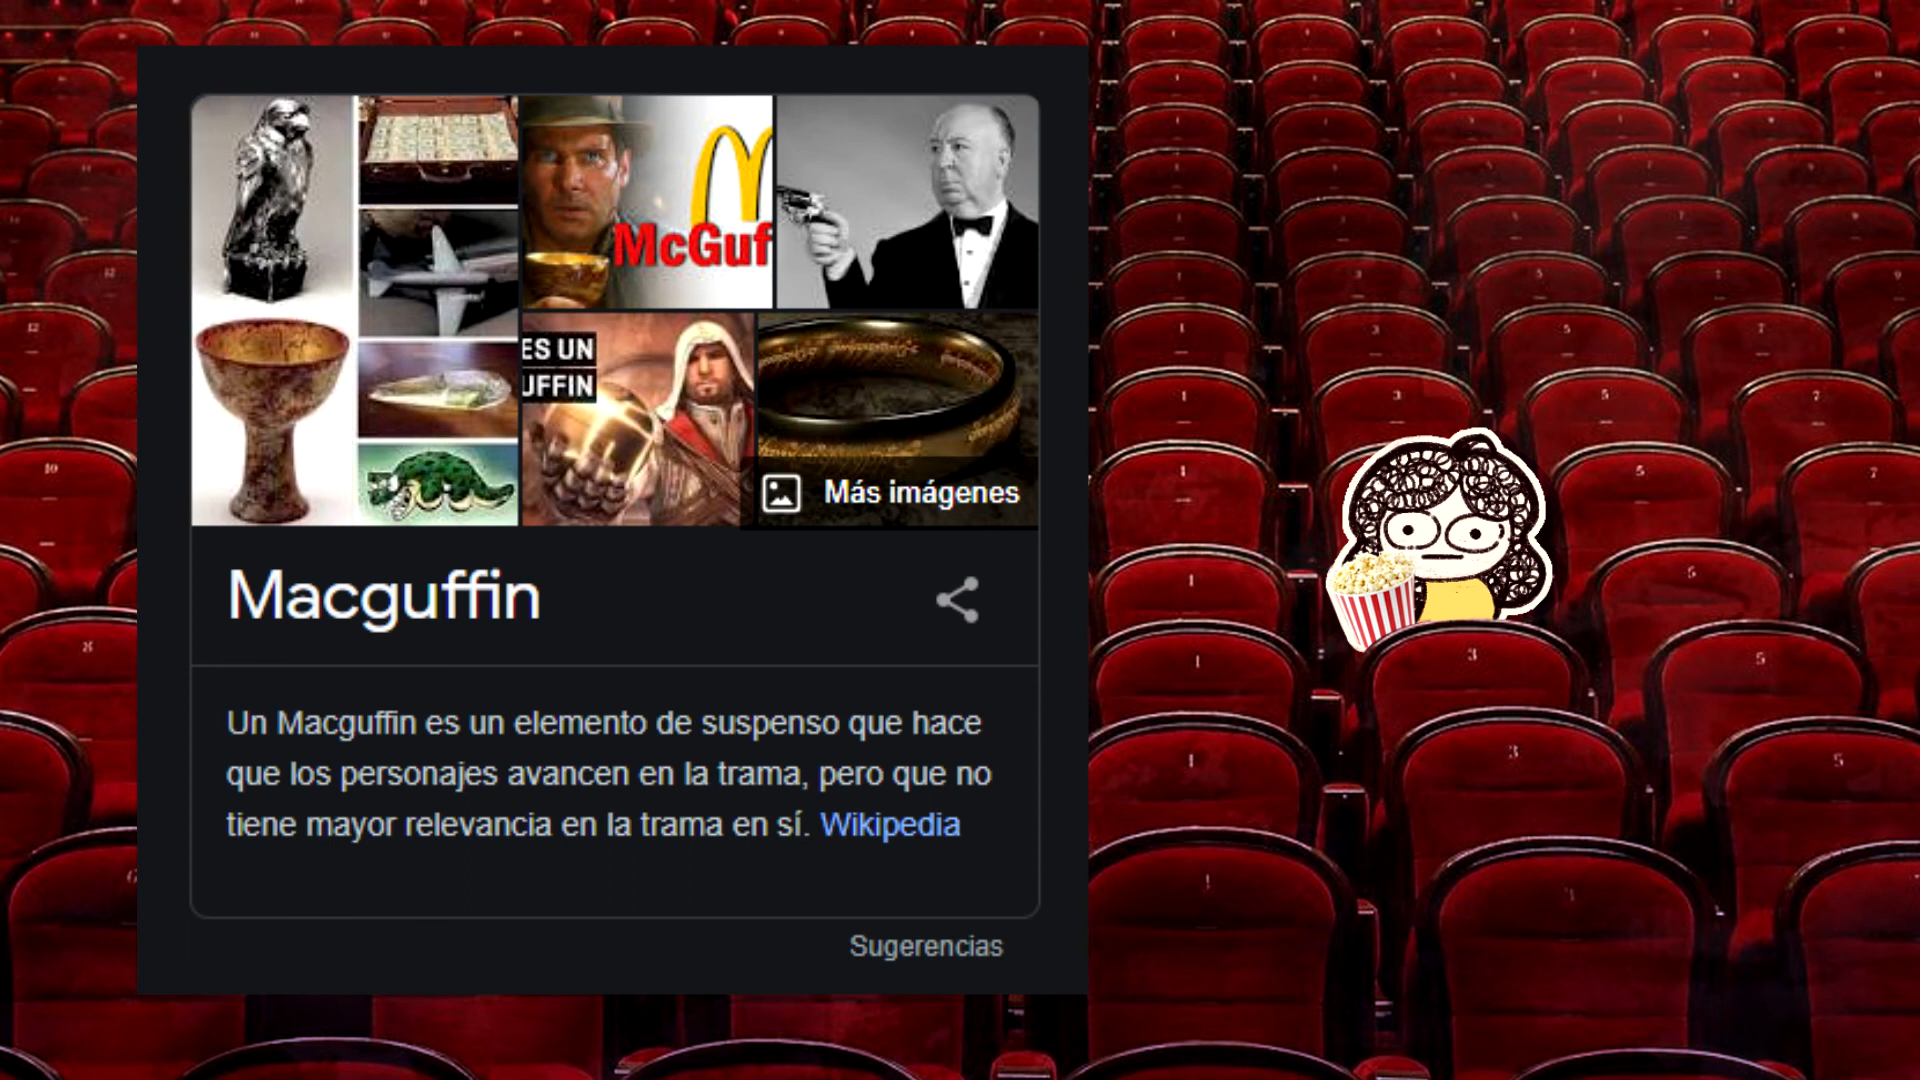 McGuf
ES UN
UFFIN
Más imágenes
Macguffin
Un Macguffin es un elemento de suspenso que hace
que los personajes avancen en la trama, pero que no
tiene mayor relevancia en la trama en sí. Wikipedia
Sugerencias